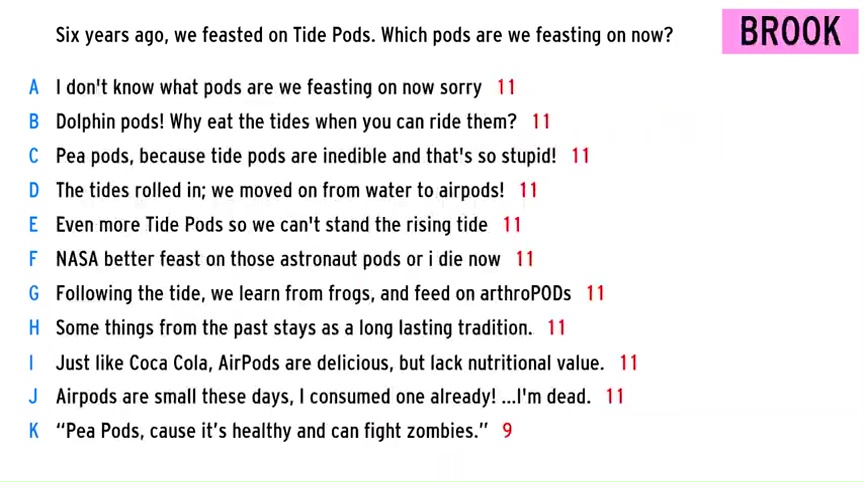 Six years ago, we feasted on Tide Pods. Which pods are we feasting on now?
BROOK
A I don't know what pods are we feasting on now sorry 11
B Dolphin pods! Why eat the tides when you can ride them? 11
C Pea pods, because tide pods are inedible and that's so stupid! 11
D The tides rolled in; we moved on from water to airpods! 11
E Even more Tide Pods so we can't stand the rising tide 11
F NASA better feast on those astronaut pods or i die now 11
G Following the tide, we learn from frogs, and feed on arthroPODs 11
H Some things from the past stays as a long lasting tradition. 11
I Just like Coca Cola, AirPods are delicious, but lack nutritional value. 11
J Airpods are small these days, I consumed one already! ...I'm dead. 11
K “Pea Pods, cause it’s healthy and can fight zombies.” 9